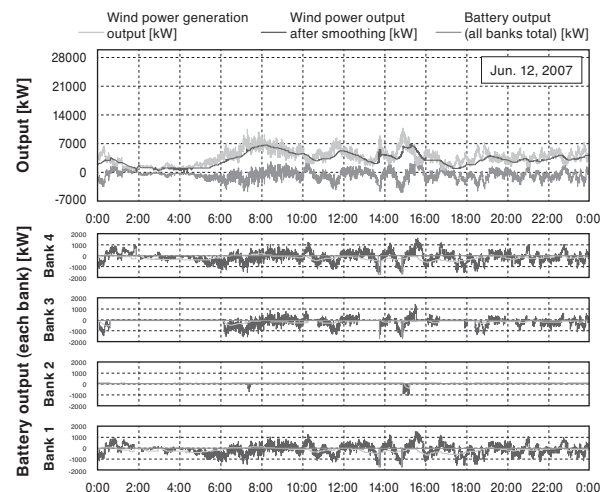 Wind power generation
output [kW]
Wind power output
after smoothing [kW]
Battery output
(all banks total) [kW]
Jun. 12, 2007
Output [kW]
28000
21000
14000
7000
0
-7000
0:00 2:00 4:00 6:00 8:00 10:00 12:00 14:00 16:00 18:00 20:00 22:00 0:00
Battery output (each bank) [kW]
Bank 4
2000
1000
0
-1000
-2000
Bank 3
2000
1000
0
-1000
-2000
Bank 2
2000
1000
0
-1000
-2000
Bank 1
2000
1000
0
-1000
-2000
0:00 2:00 4:00 6:00 8:00 10:00 12:00 14:00 16:00 18:00 20:00 22:00 0:00